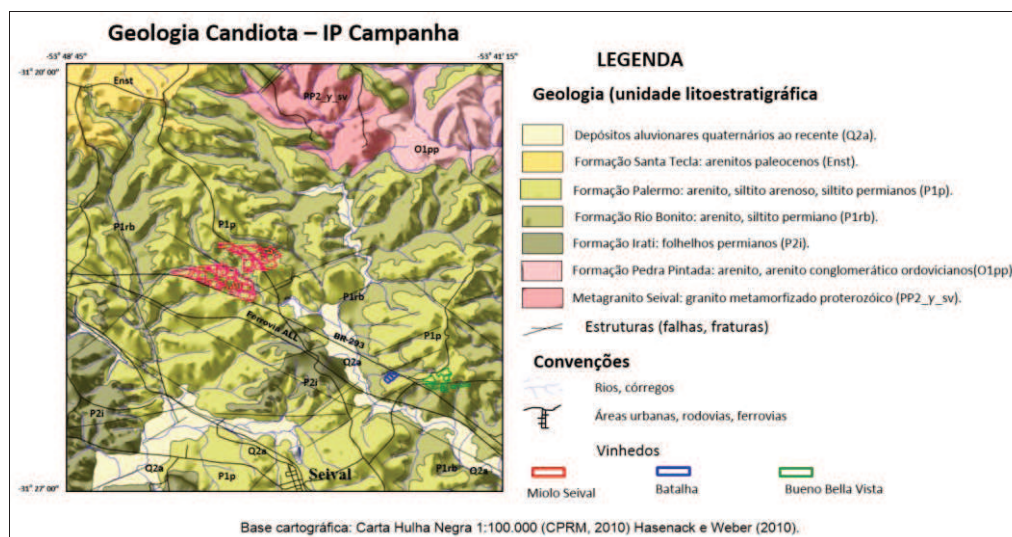 Geologia Candiota – IP Campanha
-53° 48' 45"
-53° 41' 15"
-31° 20' 00"
Enst
PP2_y_sv
O1pp
P1rb
P1p
P1rb
Ferrovia ALL
BR-293
P1p
Q2a
P2i
P2i
Q2a
Q2a
P1p
Seival
P1rb
Q2a
-31° 27' 00"
LEGENDA
Geologia (unidade litoestratigráfica
Depósitos aluvionares quaternários ao recente (Q2a).
Formação Santa Tecla: arenitos paleocenos (Enst).
Formação Palermo: arenito, siltito arenoso, siltito permianos (P1p).
Formação Rio Bonito: arenito, siltito permiano (P1rb).
Formação Irati: folhelhos permianos (P2i).
Formação Pedra Pintada: arenito, arenito conglomerático ordovicianos(O1pp)
Metagranito Seival: granito metamorfizado proterozóico (PP2_y_sv).
Estruturas (falhas, fraturas)
Convenções
Rios, córregos
Áreas urbanas, rodovias, ferrovias
Vinhedos
Miolo Seival
Batalha
Bueno Bella Vista
Base cartográfica: Carta Hulha Negra 1:100.000 (CPRM, 2010) Hasenack e Weber (2010).